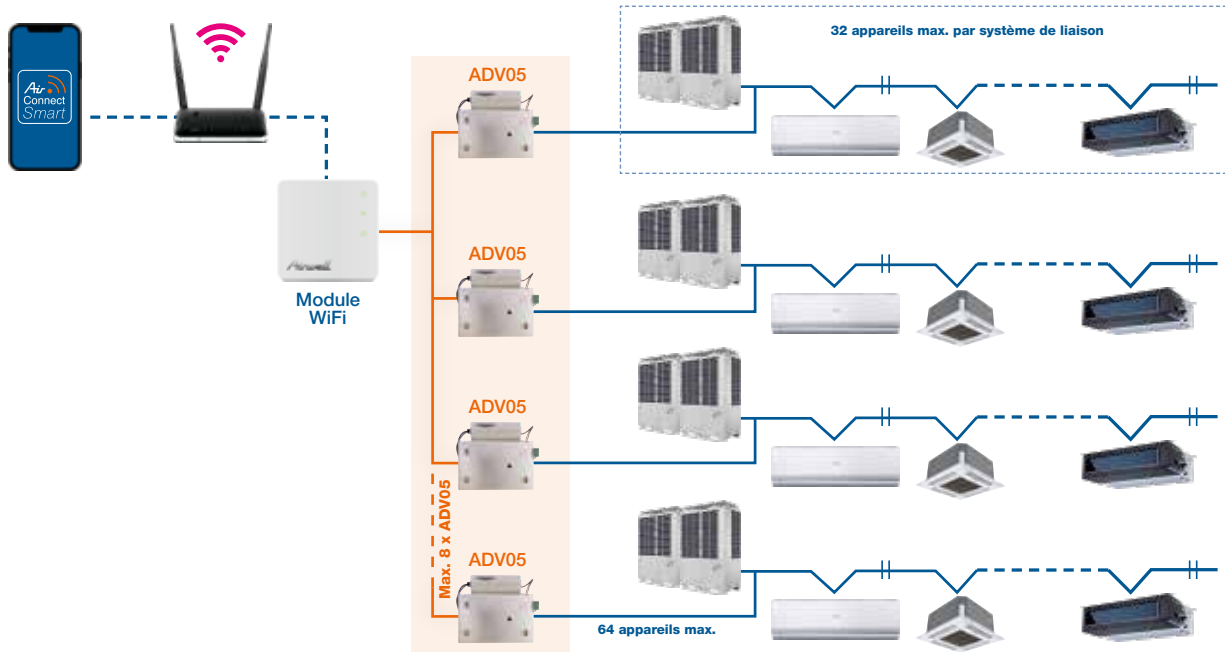 Air
Connect
Smart
32 appareils max. par système de liaison
ADV05
Airwell
Module
WiFi
ADV05
ADV05
Max. 8 x ADV05
ADV05
64 appareils max.